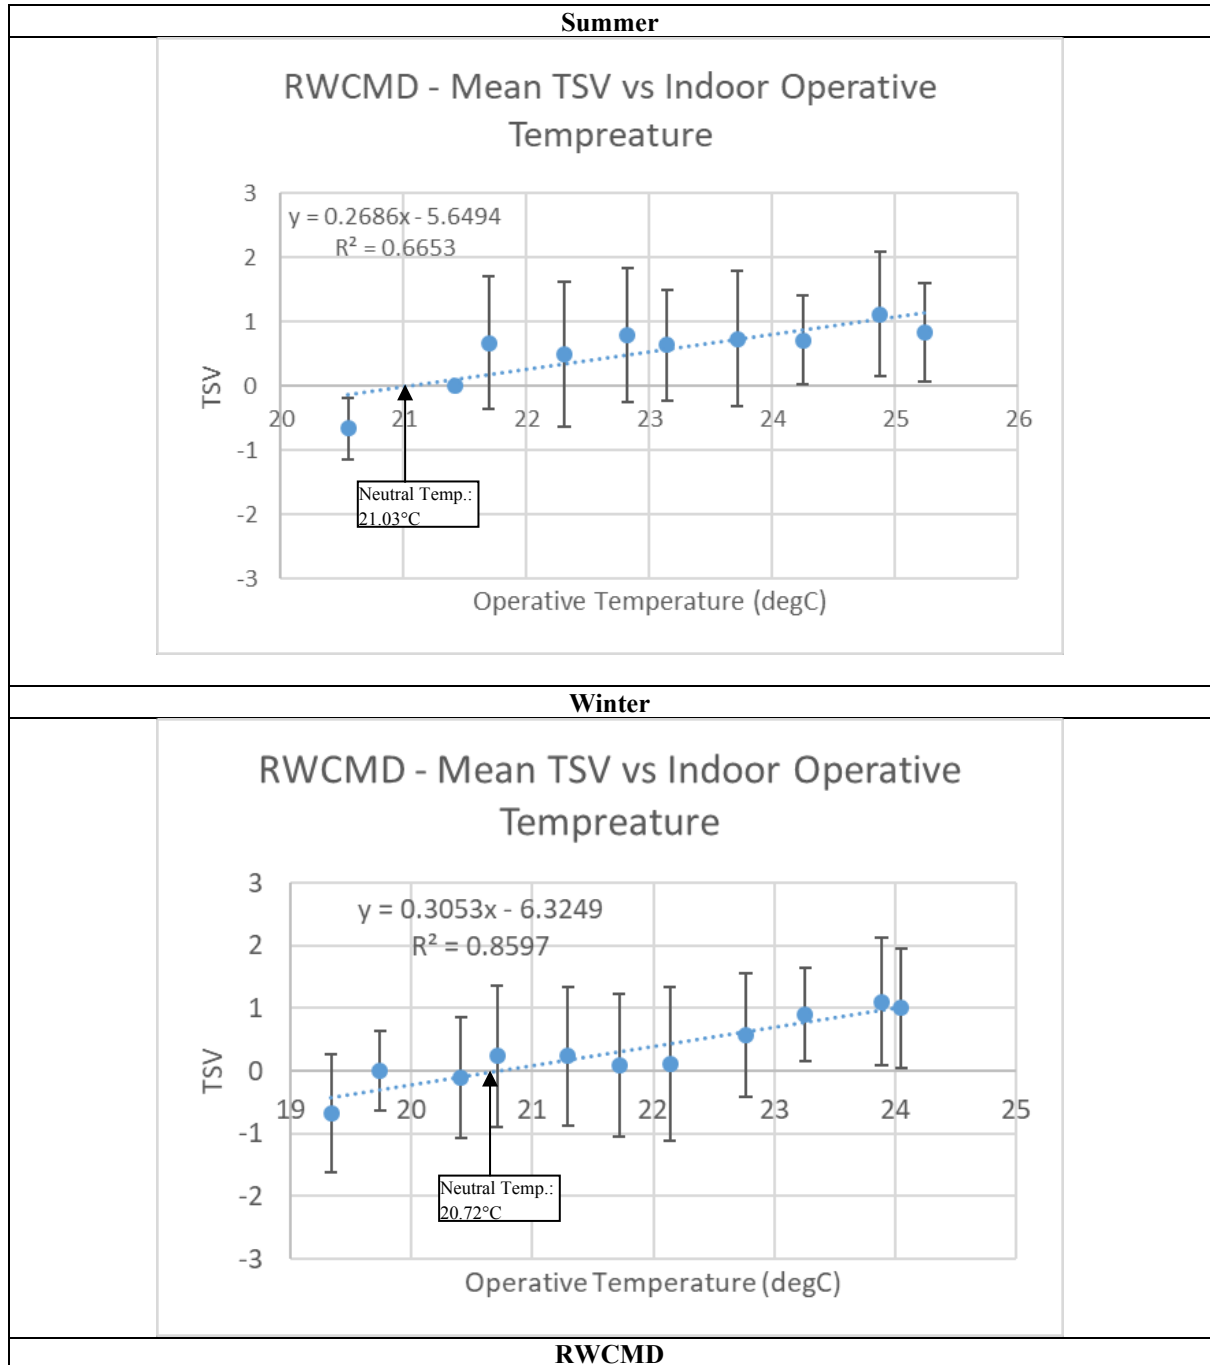 Summer
RWCMD - Mean TSV vs Indoor Operative
Tempreature
3
y = 0.2686x - 5.6494
R² = 0.6653
2
1
0
TSV
20 21 22 23 24 25 26
-1
Neutral Temp.:
21.03°C
-2
-3
Operative Temperature (degC)
Winter
RWCMD - Mean TSV vs Indoor Operative
Tempreature
3
y = 0.3053x - 6.3249
R² = 0.8597
2
1
0
TSV
19 20 21 22 23 24 25
-1
Neutral Temp.:
20.72°C
-2
-3
Operative Temperature (degC)
RWCMD